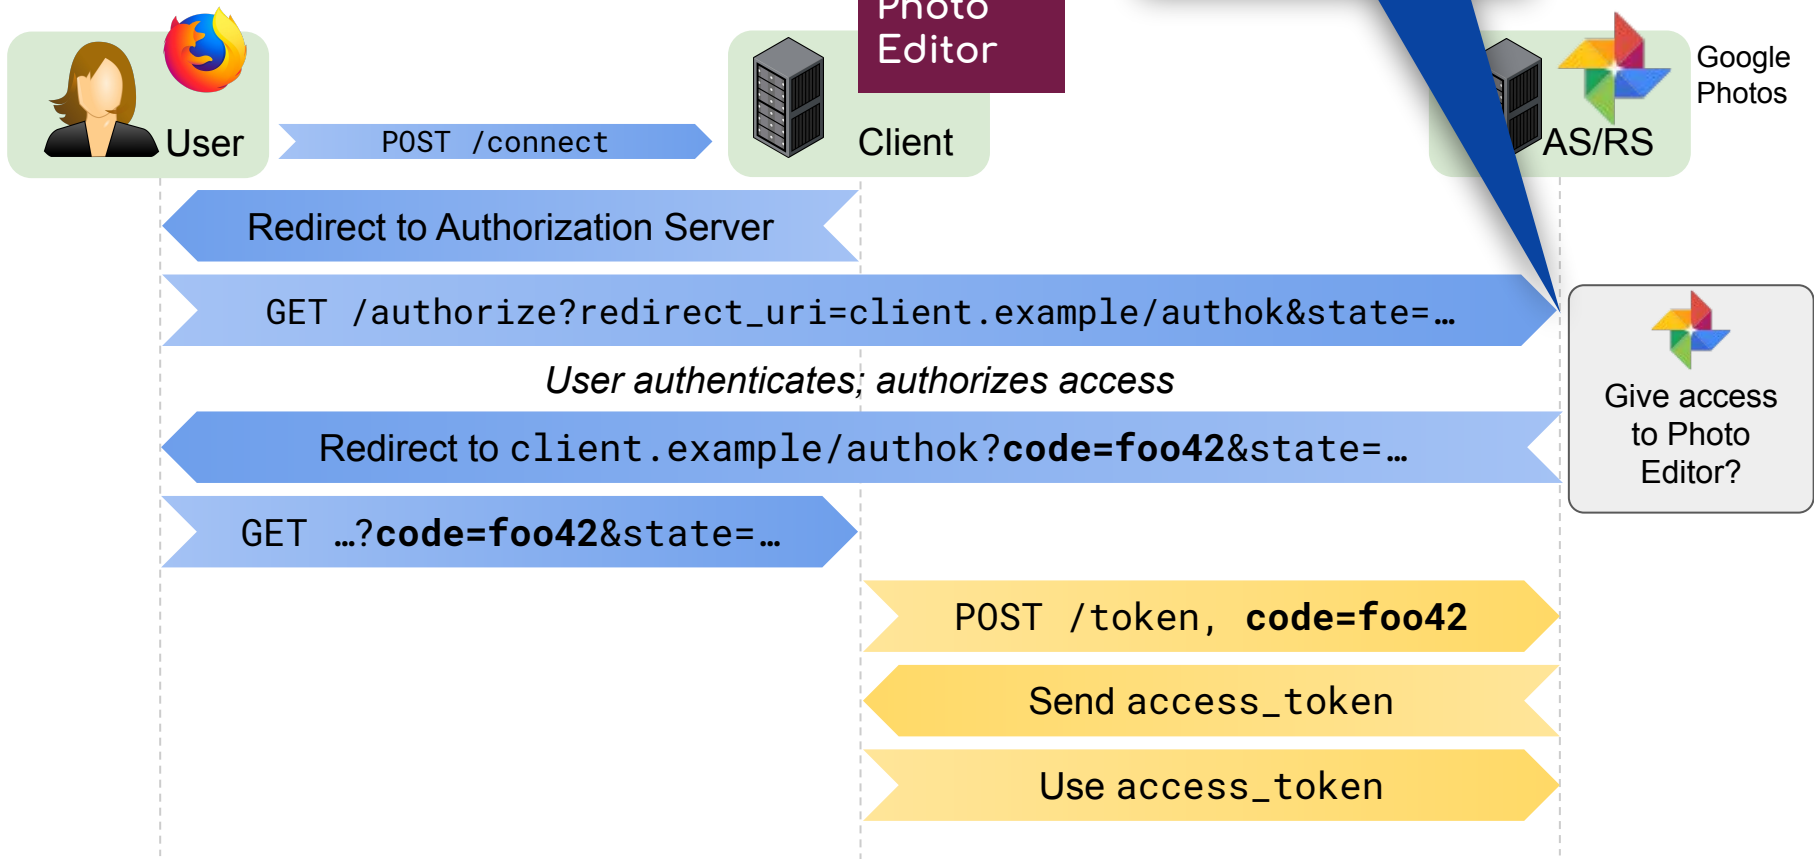 Photo
Editor
Google
Photos
User
POST /connect
Client
AS/RS
Redirect to Authorization Server
GET /authorize?redirect_uri=client.example/authok&state=…
User authenticates; authorizes access
Give access
to Photo
Editor?
Redirect to client.example/authok?code=foo42&state=…
GET …?code=foo42&state=…
POST /token, code=foo42
Send access_token
Use access_token